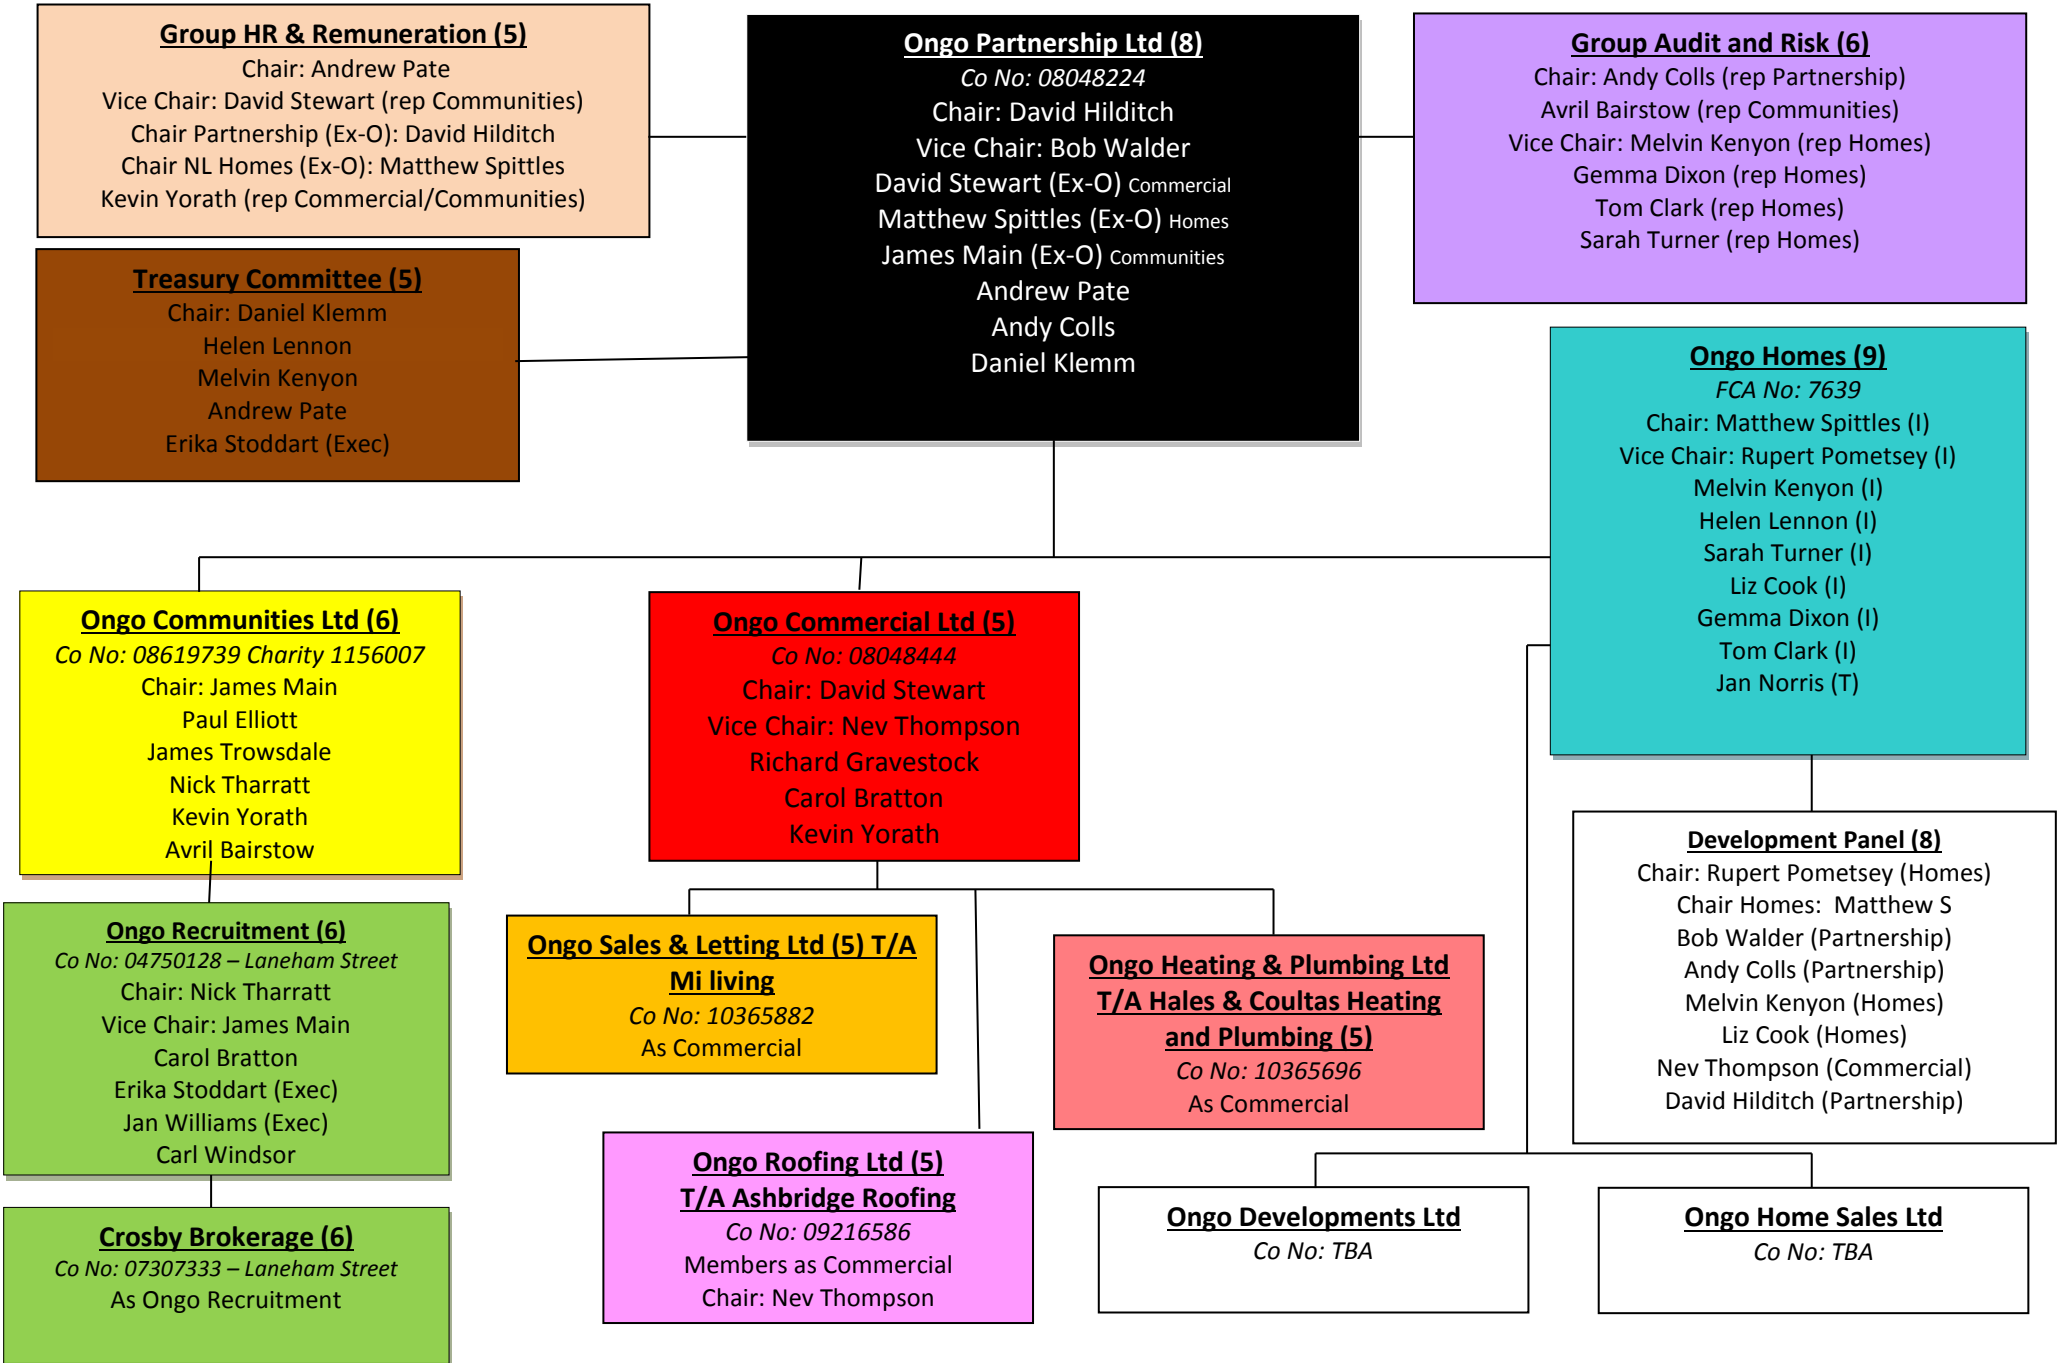 Group HR & Remuneration (5)
Chair: Andrew Pate
Vice Chair: David Stewart (rep Communities)
Chair Partnership (Ex-O): David Hilditch
Chair NL Homes (Ex-O): Matthew Spittles
Kevin Yorath (rep Commercial/Communities)
Treasury Committee (5)
Chair: Daniel Klemm
Helen Lennon
Melvin Kenyon
Andrew Pate
Erika Stoddart (Exec)
Ongo Partnership Ltd (8)
Co No: 08048224
Chair: David Hilditch
Vice Chair: Bob Walder
David Stewart (Ex-O) Commercial
Matthew Spittles (Ex-O) Homes
James Main (Ex-O) Communities
Andrew Pate
Andy Colls
Daniel Klemm
Group Audit and Risk (6)
Chair: Andy Colls (rep Partnership)
Avril Bairstow (rep Communities)
Vice Chair: Melvin Kenyon (rep Homes)
Gemma Dixon (rep Homes)
Tom Clark (rep Homes)
Sarah Turner (rep Homes)
Ongo Homes (9)
FCA No: 7639
Chair: Matthew Spittles (I)
Vice Chair: Rupert Pometsey (I)
Melvin Kenyon (I)
Helen Lennon (I)
Sarah Turner (I)
Liz Cook (I)
Gemma Dixon (I)
Tom Clark (I)
Jan Norris (T)
Ongo Communities Ltd (6)
Co No: 08619739 Charity 1156007
Chair: James Main
Paul Elliott
James Trowsdale
Nick Tharratt
Kevin Yorath
Avril Bairstow
Ongo Commercial Ltd (5)
Co No: 08048444
Chair: David Stewart
Vice Chair: Nev Thompson
Richard Gravestock
Carol Bratton
Kevin Yorath
Development Panel (8)
Chair: Rupert Pometsey (Homes)
Chair Homes:  Matthew S
Bob Walder (Partnership)
Andy Colls (Partnership)
Melvin Kenyon (Homes)
Liz Cook (Homes)
Nev Thompson (Commercial)
David Hilditch (Partnership)
Ongo Recruitment (6)
Co No: 04750128 – Laneham Street
Chair: Nick Tharratt
Vice Chair: James Main
Carol Bratton
Erika Stoddart (Exec)
Jan Williams (Exec)
Carl Windsor
Ongo Sales & Letting Ltd (5) T/A
Mi living
Co No: 10365882
As Commercial
Ongo Heating & Plumbing Ltd
T/A Hales & Coultas Heating
and Plumbing (5)
Co No: 10365696
As Commercial
Ongo Roofing Ltd (5)
T/A Ashbridge Roofing
Co No: 09216586
Members as Commercial
Chair: Nev Thompson
Ongo Developments Ltd
Co No: TBA
Ongo Home Sales Ltd
Co No: TBA
Crosby Brokerage (6)
Co No: 07307333 – Laneham Street
As Ongo Recruitment